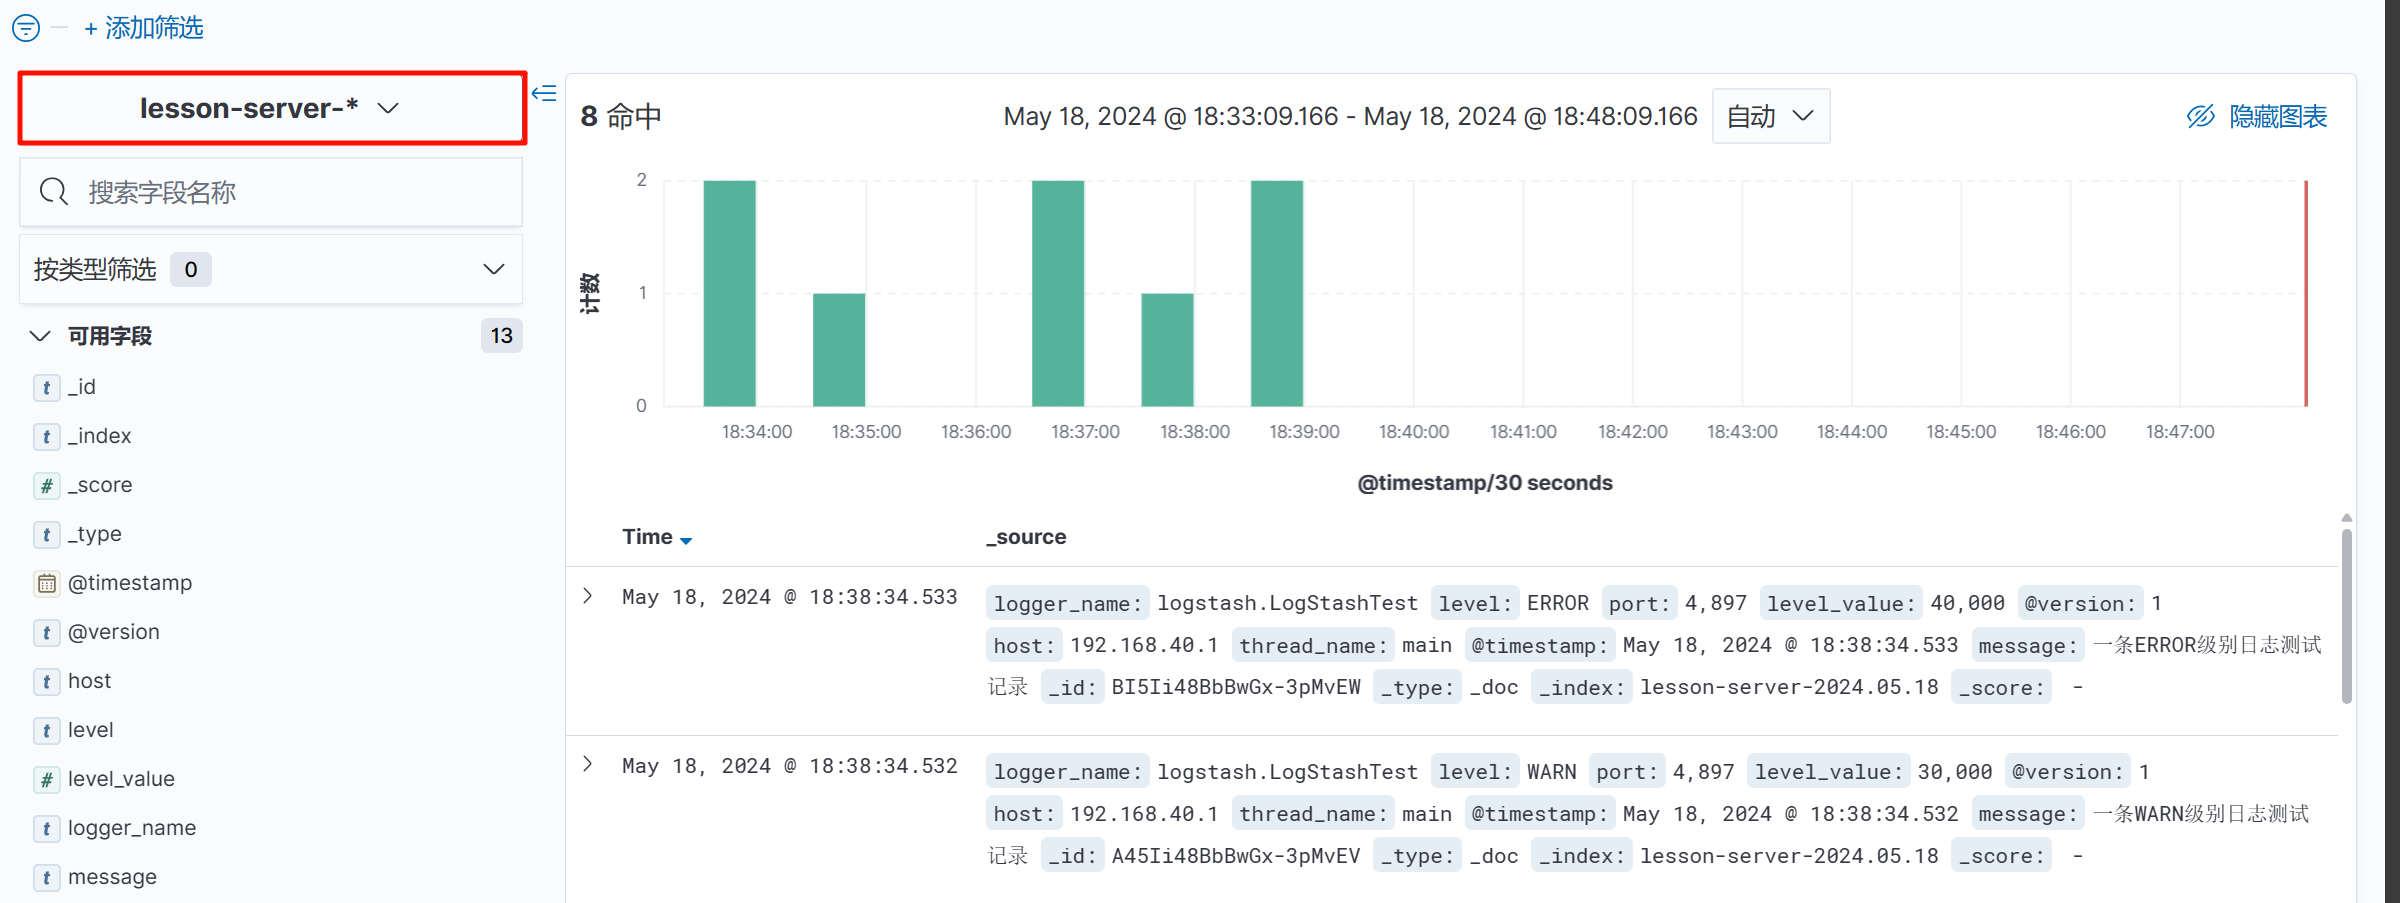 + 添加筛选
lesson-server-*
搜索字段名称
按类型筛选 0
可用字段 13
t _id
t _index
# _score
t _type
@timestamp
t @version
t host
t level
# level_value
t logger_name
t message
8 命中
May 18, 2024 @ 18:33:09.166 - May 18, 2024 @ 18:48:09.166 自动
隐藏图表
计数
2
1
0
18:34:00 18:35:00 18:36:00 18:37:00 18:38:00 18:39:00 18:40:00 18:41:00 18:42:00 18:43:00 18:44:00 18:45:00 18:46:00 18:47:00
@timestamp/30 seconds
Time _source
May 18, 2024 @ 18:38:34.533 logger_name: logstash.LogStashTest level: ERROR port: 4,897 level_value: 40,000 @version: 1
host: 192.168.40.1 thread_name: main @timestamp: May 18, 2024 @ 18:38:34.533 message: 一条ERROR级别日志测试
记录 _id: BI5Ii48BbBwGx-3pMvEW _type: _doc _index: lesson-server-2024.05.18 _score: -
May 18, 2024 @ 18:38:34.532 logger_name: logstash.LogStashTest level: WARN port: 4,897 level_value: 30,000 @version: 1
host: 192.168.40.1 thread_name: main @timestamp: May 18, 2024 @ 18:38:34.532 message: 一条WARN级别日志测试
记录 _id: A45Ii48BbBwGx-3pMvEV _type: _doc _index: lesson-server-2024.05.18 _score: -